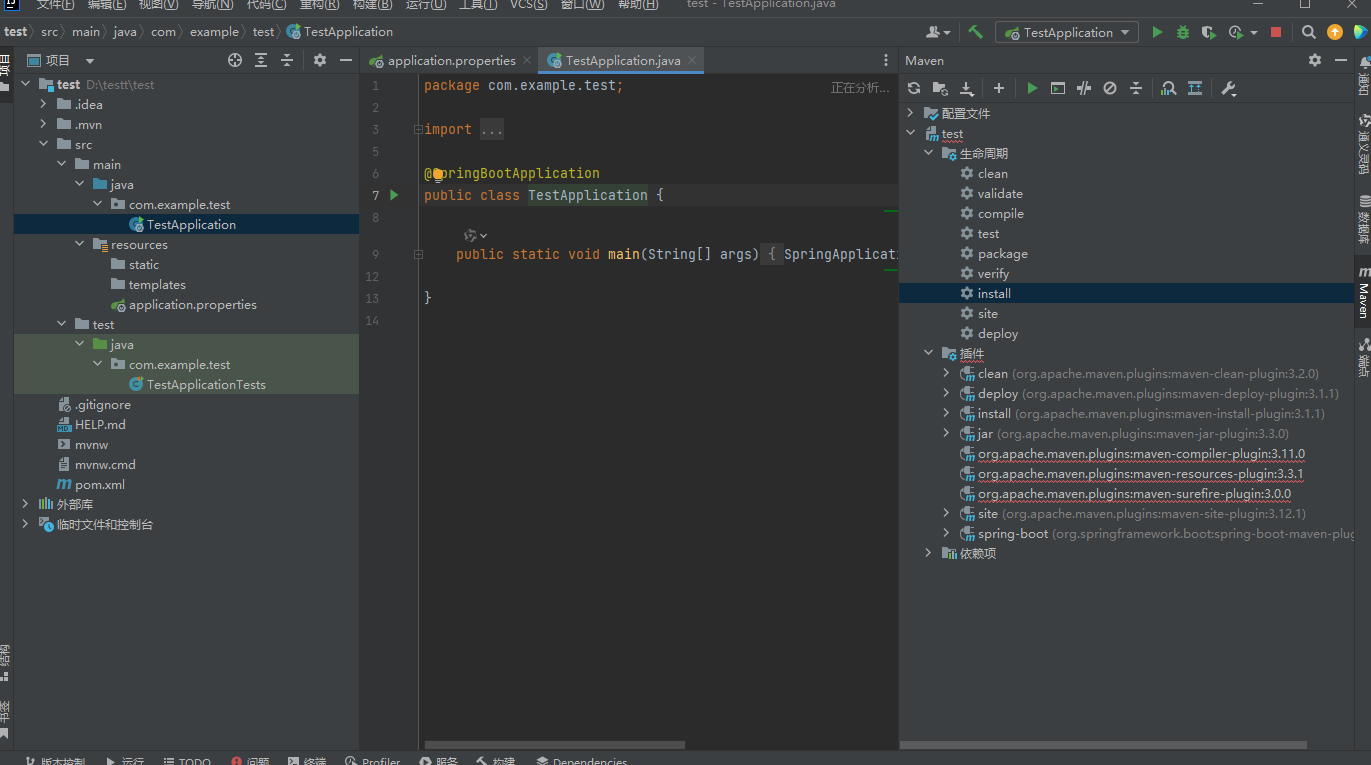 文件(F) 编辑(E) 视图(V) 导航(N) 代码(C) 重构(R) 构建(B) 运行(U) 工具(T) VCS(S) 窗口(W) 帮助(H) test - TestApplication.java
test src main java com example test TestApplication
TestApplication
项目
项目
test D:\testt\test
.idea
.mvn
src
main
java
com.example.test
TestApplication
resources
static
templates
application.properties
test
java
com.example.test
TestApplicationTests
.gitignore
HELP.md
mvnw
mvnw.cmd
pom.xml
外部库
临时文件和控制台
结构
书签
application.properties TestApplication.java
正在分析...
1 package com.example.test;
2
3 import ...
5
6 @SpringBootApplication
7 public class TestApplication {
8
9 public static void main(String[] args) { SpringApplicati
12
13 }
14
Maven
配置文件
test
生命周期
clean
validate
compile
test
package
verify
install
site
deploy
插件
clean (org.apache.maven.plugins:maven-clean-plugin:3.2.0)
deploy (org.apache.maven.plugins:maven-deploy-plugin:3.1.1)
install (org.apache.maven.plugins:maven-install-plugin:3.1.1)
jar (org.apache.maven.plugins:maven-jar-plugin:3.3.0)
org.apache.maven.plugins:maven-compiler-plugin:3.11.0
org.apache.maven.plugins:maven-resources-plugin:3.3.1
org.apache.maven.plugins:maven-surefire-plugin:3.0.0
site (org.apache.maven.plugins:maven-site-plugin:3.12.1)
spring-boot (org.springframework.boot:spring-boot-maven-plug
依赖项
通知
通义灵码
数据库
Maven
端点
版本控制 运行 TODO 问题 终端 Profiler 服务 构建 Dependencies